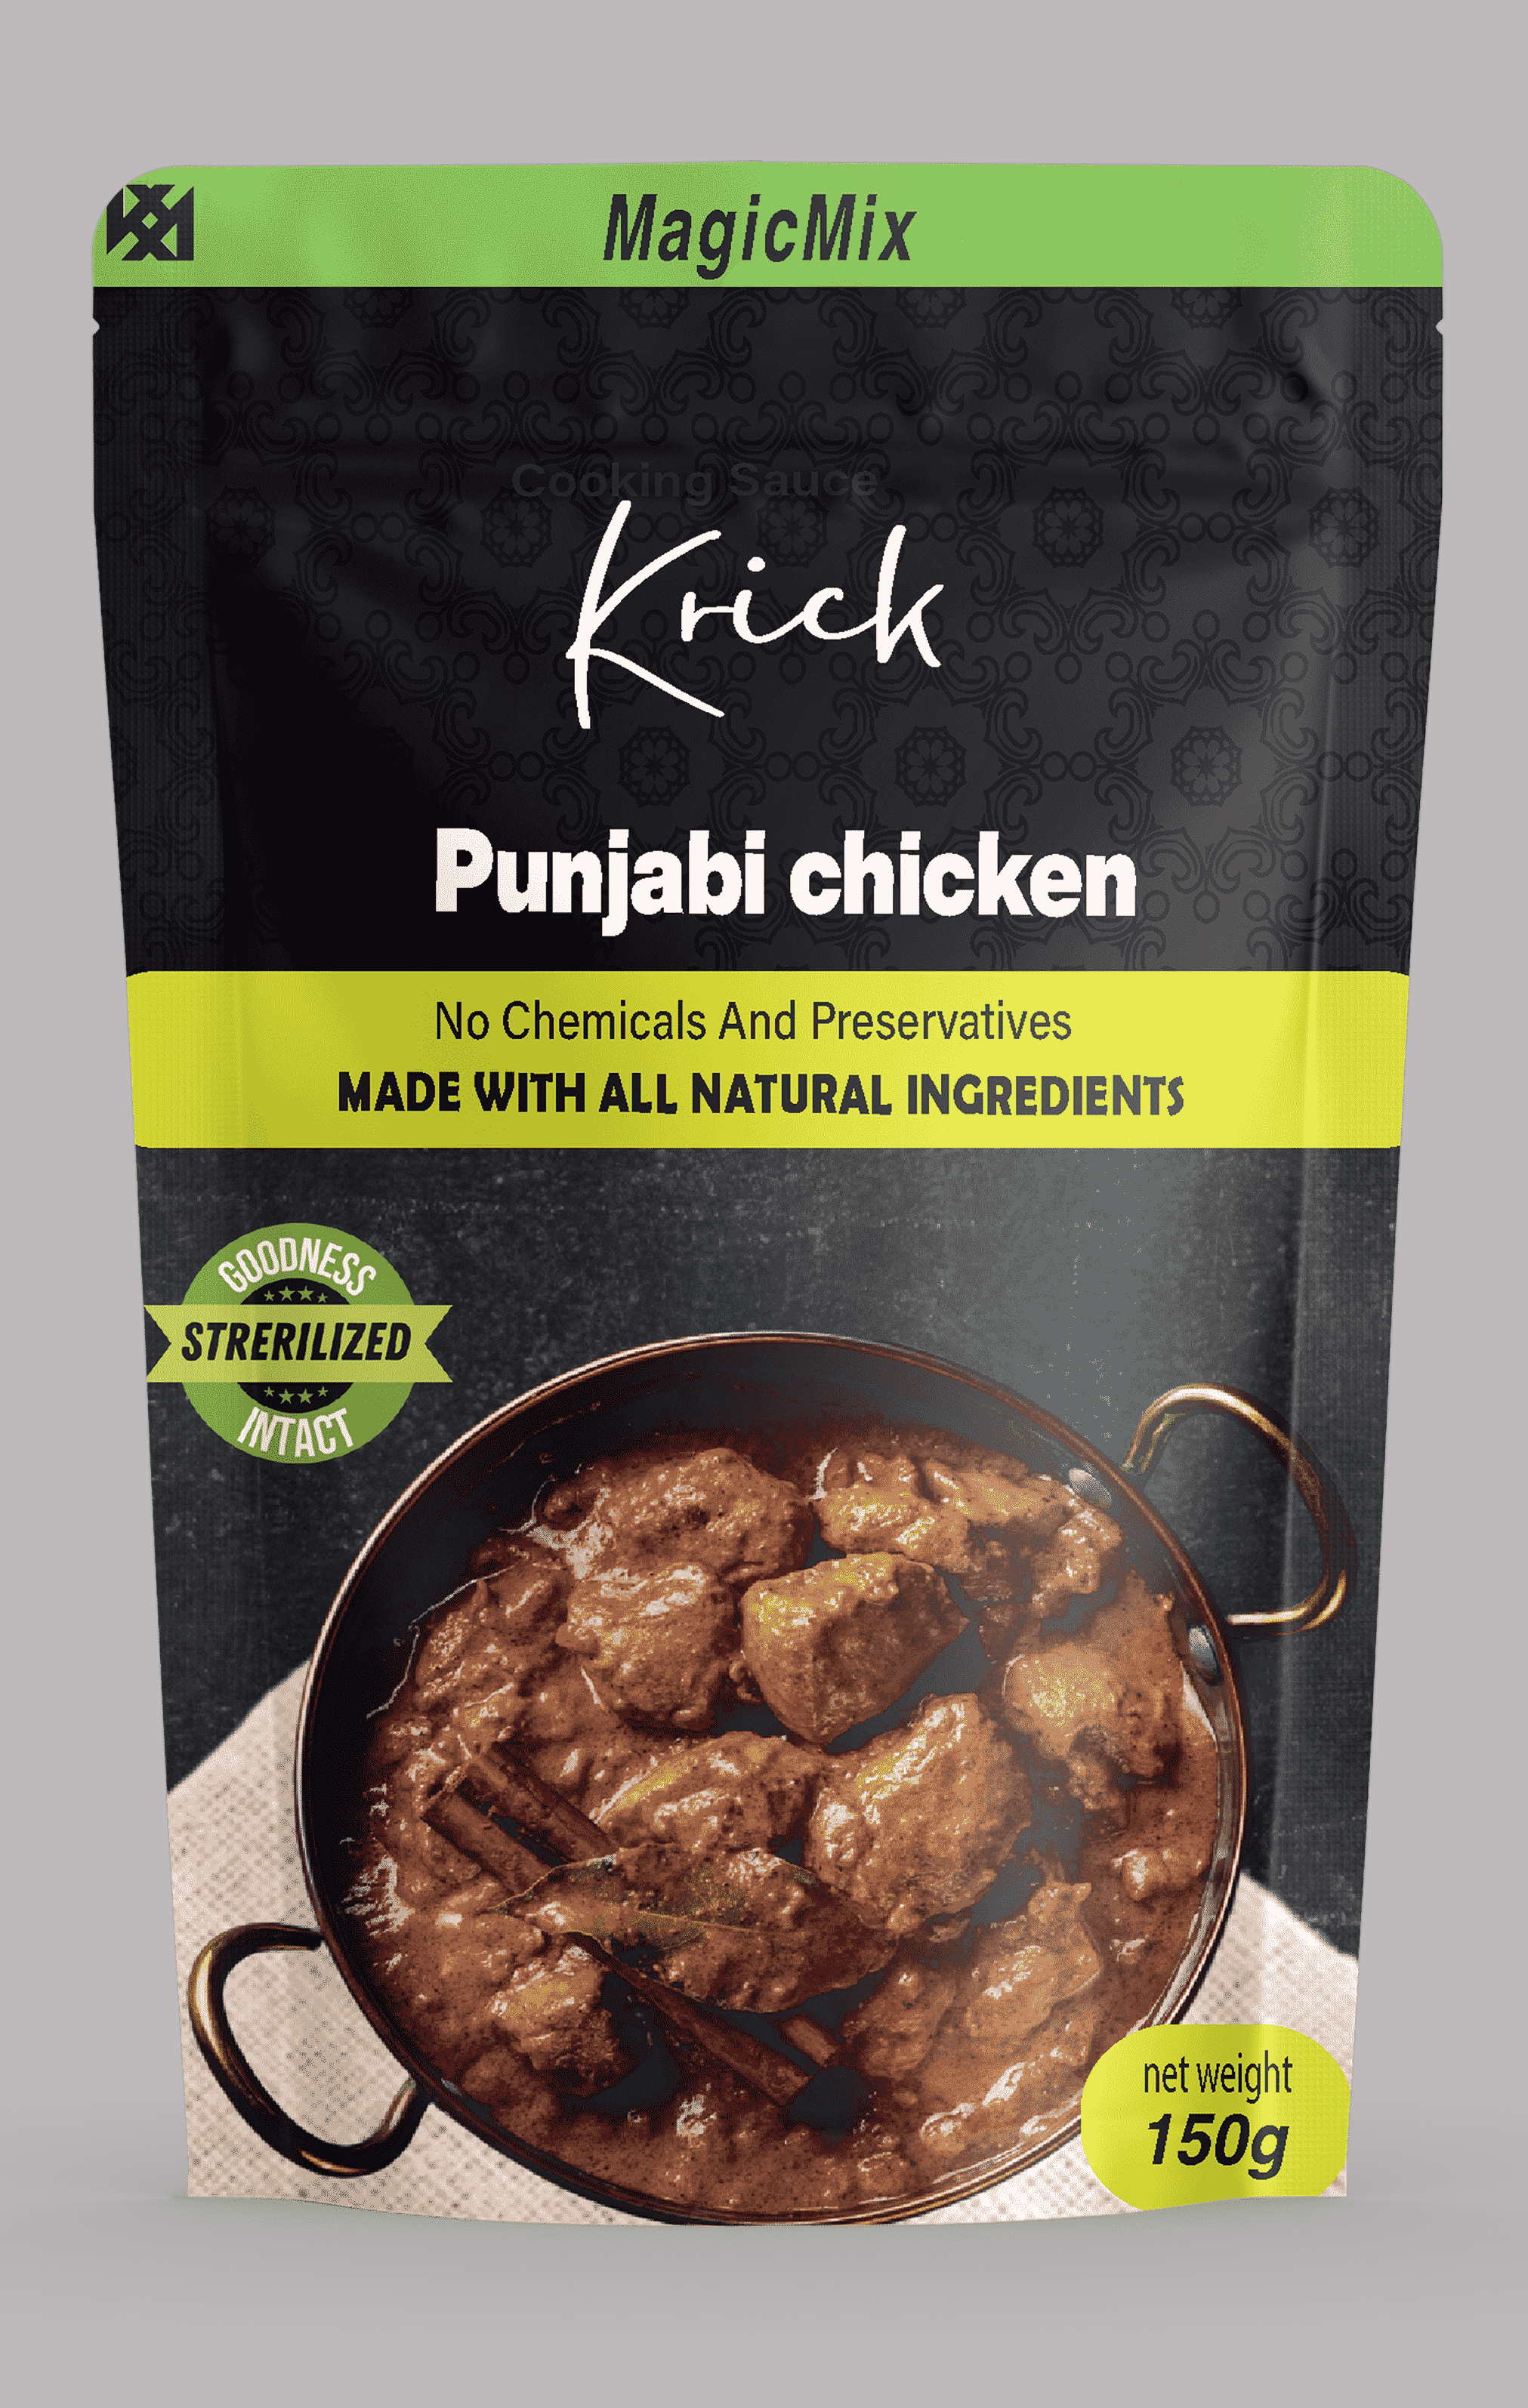 MagicMix
Cooking Sauce
Krick
Punjabi chicken
No Chemicals And Preservatives
MADE WITH ALL NATURAL INGREDIENTS
GOODNESS
STRERILIZED
INTACT
net weight
150g